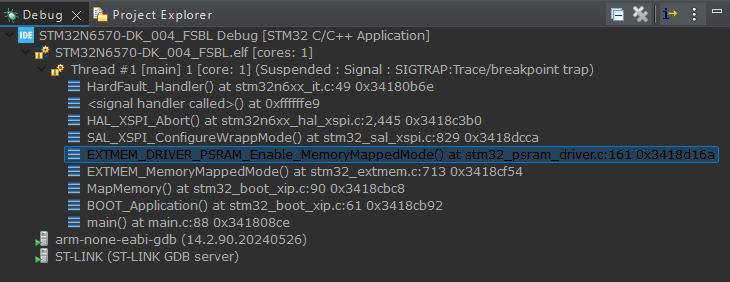 Debug
Project Explorer
IDE STM32N6570-DK_004_FSBL Debug [STM32 C/C++ Application]
STM32N6570-DK_004_FSBL.elf [cores: 1]
Thread #1 [main] 1 [core: 1] (Suspended : Signal : SIGTRAP:Trace/breakpoint trap)
HardFault_Handler() at stm32n6xx_it.c:49 0x34180b6e
<signal handler called>() at 0xffffffe9
HAL_XSPI_Abort() at stm32n6xx_hal_xspi.c:2,445 0x3418c3b0
SAL_XSPI_ConfigureWrappMode() at stm32_sal_xspi.c:829 0x3418dcca
EXTMEM_DRIVER_PSRAM_Enable_MemoryMappedMode() at stm32_psram_driver.c:161 0x3418d16a
EXTMEM_MemoryMappedMode() at stm32_extmem.c:713 0x3418cf54
MapMemory() at stm32_boot_xip.c:90 0x3418cbc8
BOOT_Application() at stm32_boot_xip.c:61 0x3418cb92
main() at main.c:88 0x341808ce
arm-none-eabi-gdb (14.2.90.20240526)
ST-LINK (ST-LINK GDB server)